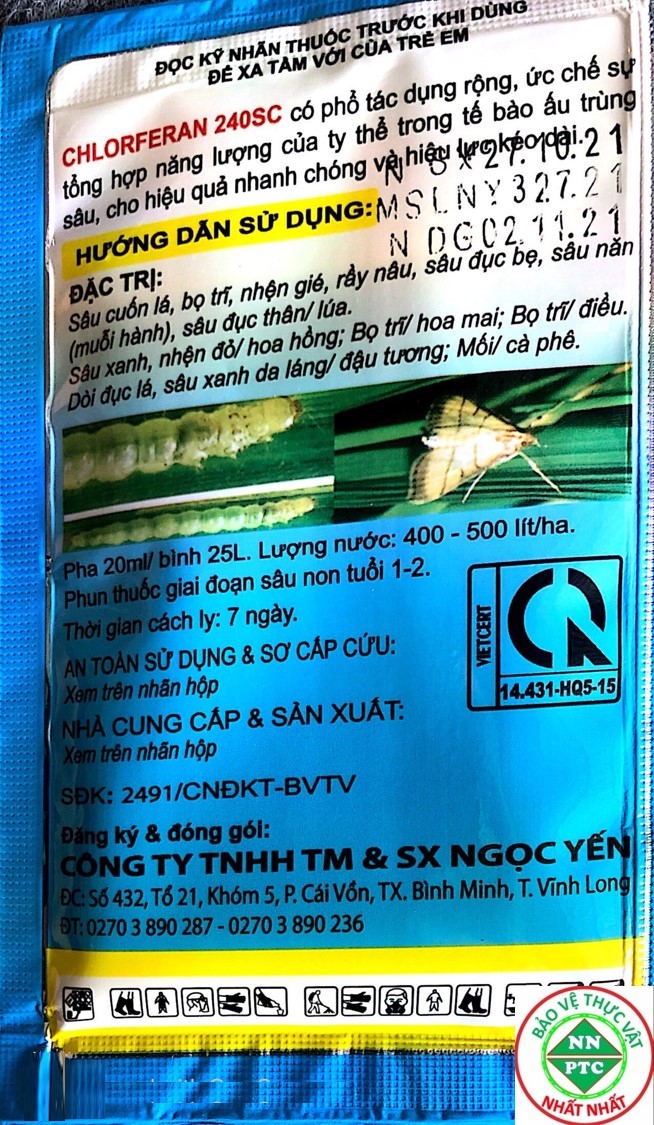 ĐỌC KỸ NHÃN THUỐC TRƯỚC KHI DÙNG
ĐỂ XA TẦM VỚI CỦA TRẺ EM
CHLORFERAN 240SC có phổ tác dụng rộng, ức chế sự
tổng hợp năng lượng của ty thể trong tế bào ấu trùng
sâu, cho hiệu quả nhanh chóng và hiệu lực kéo dài.
N S X 27.10.21
HƯỚNG DẪN SỬ DỤNG:
MSLNY327.21
N DG02.11.21
ĐẶC TRỊ:
Sâu cuốn lá, bọ trĩ, nhện gié, rầy nâu, sâu đục bẹ, sâu năn
(muỗi hành), sâu đục thân/ lúa.
Sâu xanh, nhện đỏ/ hoa hồng; Bọ trĩ/ hoa mai; Bọ trĩ/ điều.
Dòi đục lá, sâu xanh da láng/ đậu tương; Mối/ cà phê.
Pha 20ml/ bình 25L. Lượng nước: 400 - 500 lít/ha.
Phun thuốc giai đoạn sâu non tuổi 1-2.
Thời gian cách ly: 7 ngày.
AN TOÀN SỬ DỤNG & SƠ CẤP CỨU:
Xem trên nhãn hộp
NHÀ CUNG CẤP & SẢN XUẤT:
Xem trên nhãn hộp
VIETCERT
14.431-HQ5-15
SĐK: 2491/CNĐKT-BVTV
Đăng ký & đóng gói:
CÔNG TY TNHH TM & SX NGỌC YẾN
ĐC: Số 432, Tổ 21, Khóm 5, P. Cái Vồn, TX. Bình Minh, T. Vĩnh Long
ĐT: 0270 3 890 287 - 0270 3 890 236
BẢO VỆ THỰC VẬT
NN
PTC
NHẤT NHẤT